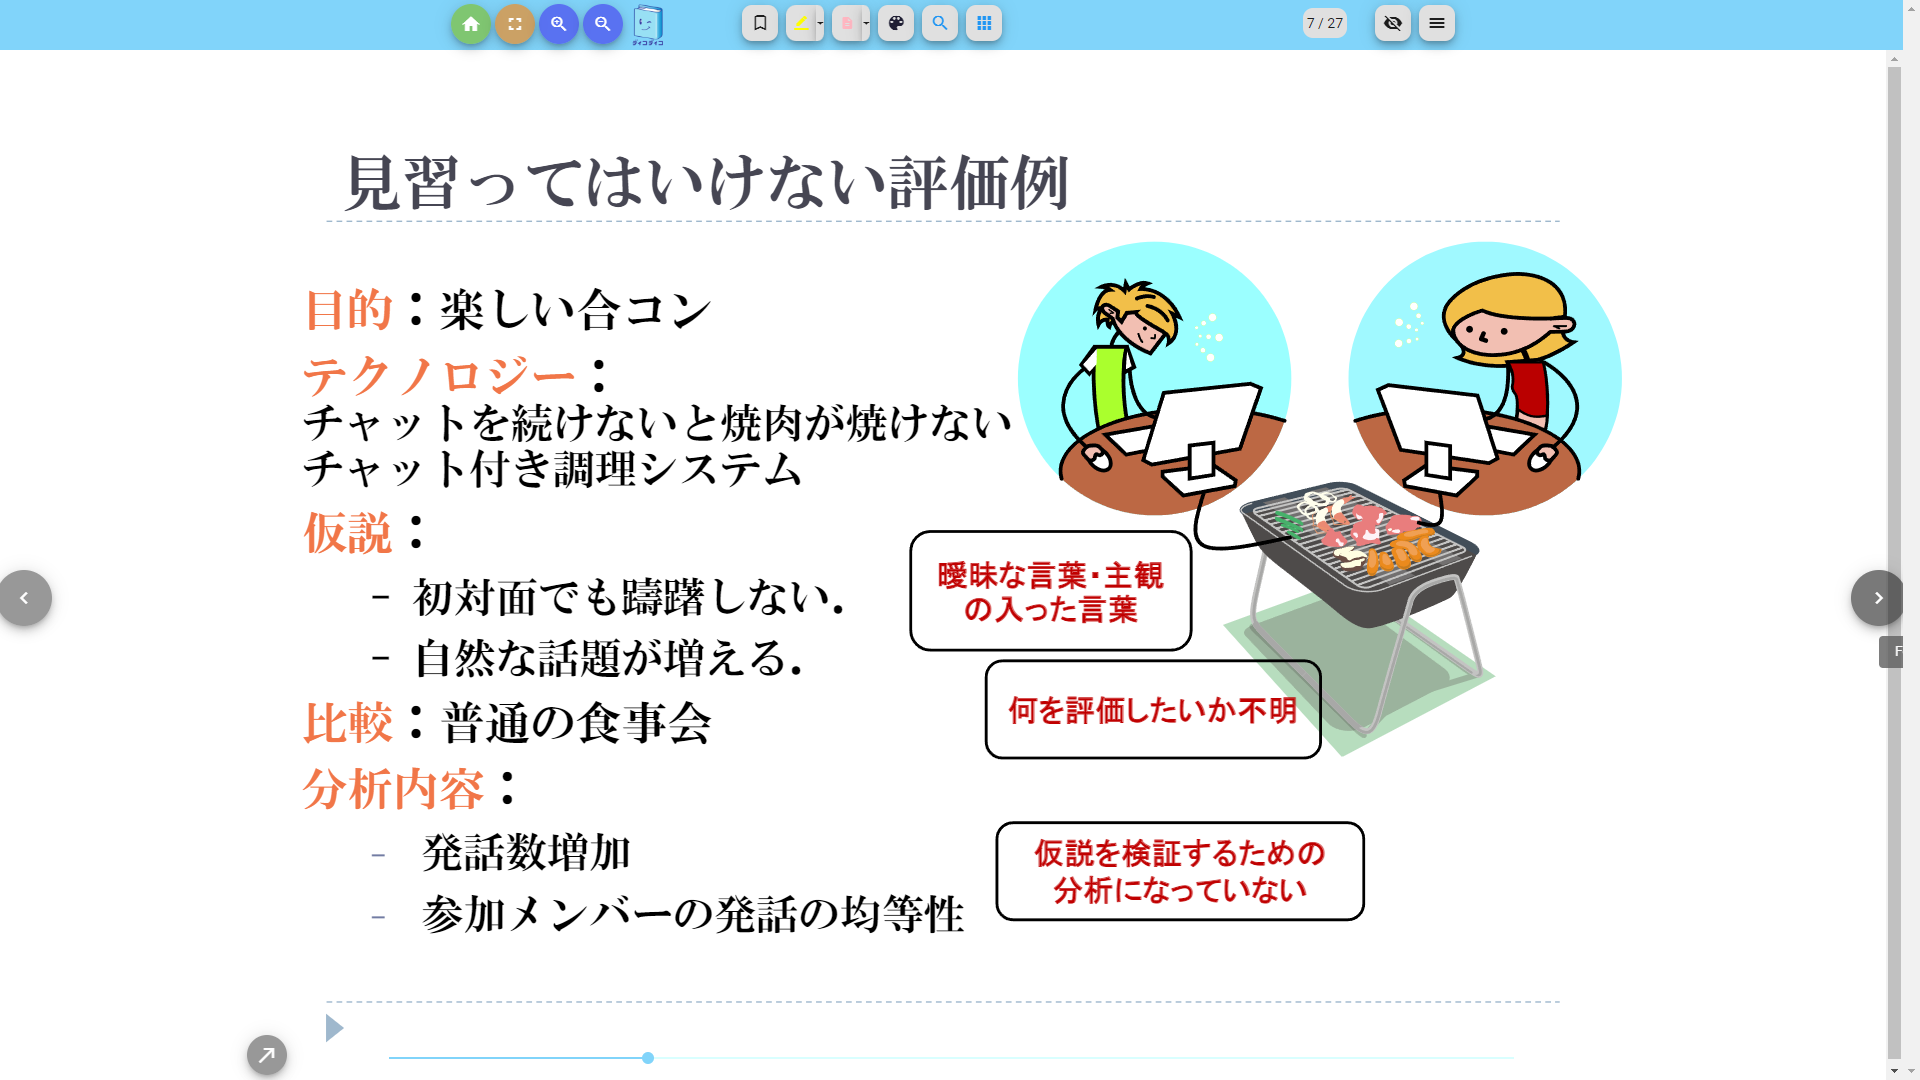 ダィコダィコ
7 / 27
見習ってはいけない評価例
目的：楽しい合コン
テクノロジー：
チャットを続けないと焼肉が焼けない
チャット付き調理システム
仮説：
– 初対面でも躊躇しない．
– 自然な話題が増える．
比較：普通の食事会
分析内容：
– 発話数増加
– 参加メンバーの発話の均等性
曖昧な言葉・主観
の入った言葉
何を評価したいか不明
仮説を検証するための
分析になっていない
F